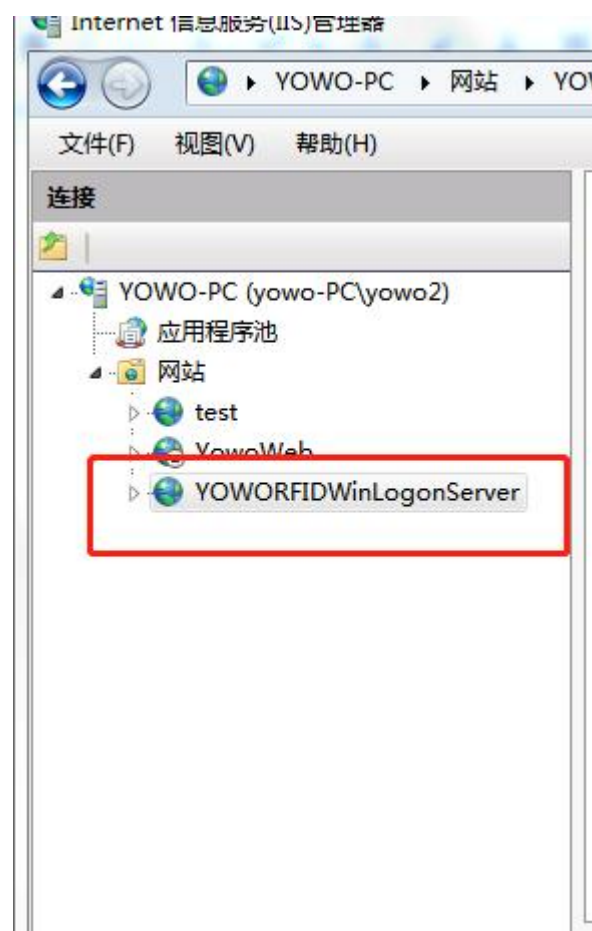 Internet 信息服务(IIS)管理器
YOWO-PC 网站 YOW
文件(F) 视图(V) 帮助(H)
连接
YOWO-PC (yowo-PC\yowo2)
应用程序池
网站
test
YowoWeb
YOWORFIDWinLogonServer